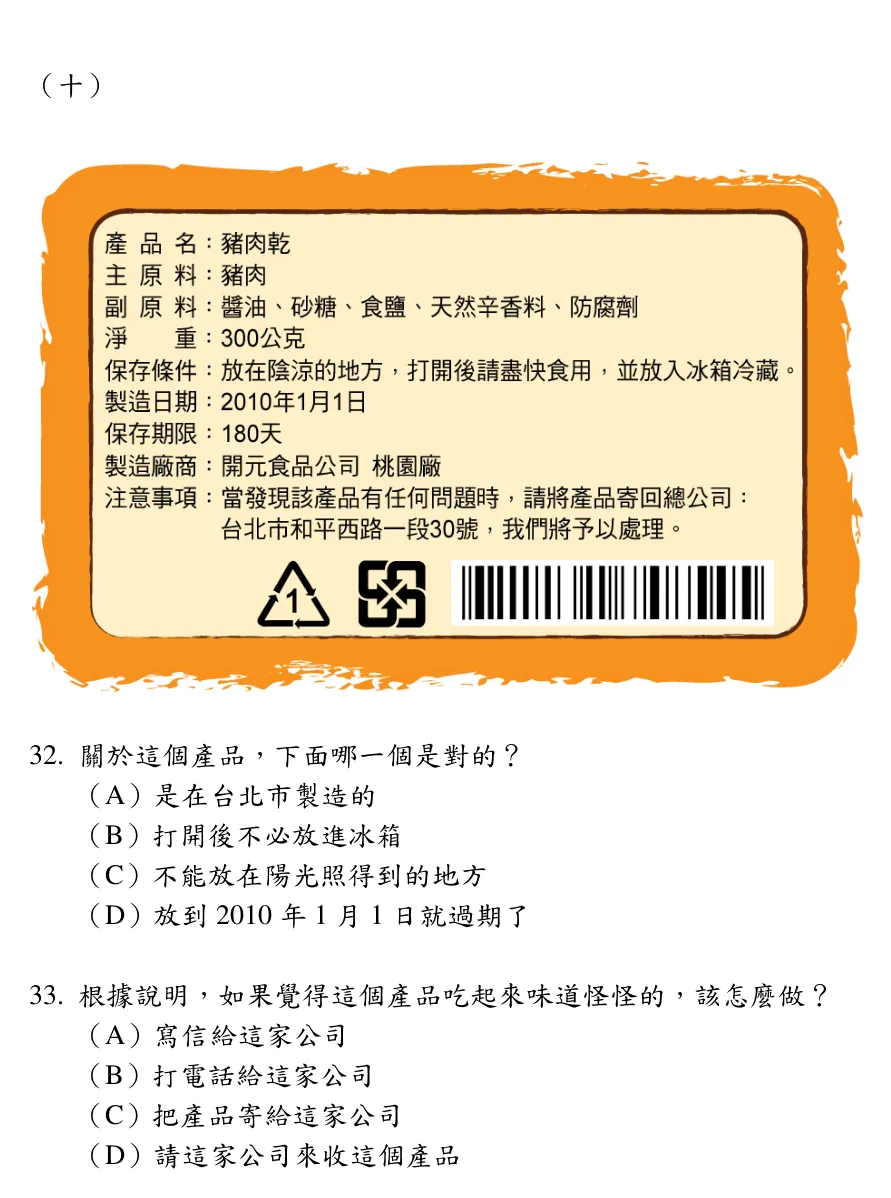 （十）
產品名：豬肉乾
主原料：豬肉
副原料：醬油、砂糖、食鹽、天然辛香料、防腐劑
淨　　重：300公克
保存條件：放在陰涼的地方，打開後請盡快食用，並放入冰箱冷藏。
製造日期：2010年1月1日
保存期限：180天
製造廠商：開元食品公司 桃園廠
注意事項：當發現該產品有任何問題時，請將產品寄回總公司：
台北市和平西路一段30號，我們將予以處理。
1
32. 關於這個產品，下面哪一個是對的？
（A）是在台北市製造的
（B）打開後不必放進冰箱
（C）不能放在陽光照得到的地方
（D）放到 2010 年 1 月 1 日就過期了
33. 根據說明，如果覺得這個產品吃起來味道怪怪的，該怎麼做？
（A）寫信給這家公司
（B）打電話給這家公司
（C）把產品寄給這家公司
（D）請這家公司來收這個產品